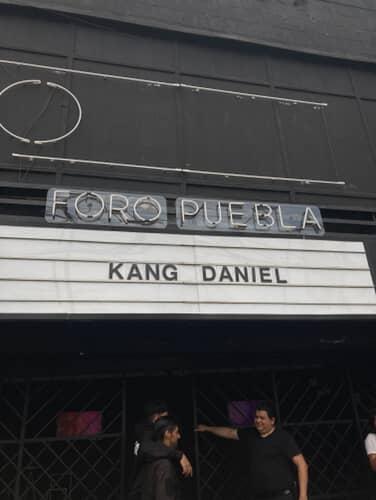 FORO PUEBLA
KANG DANIEL